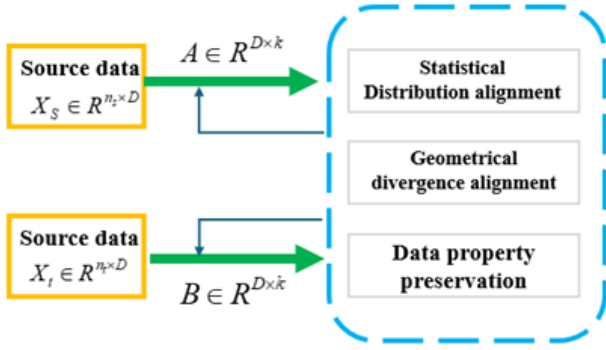 Source data
X_S ∈ R^{n_s×D}
A ∈ R^{D×k}
Statistical
Distribution alignment
Geometrical
divergence alignment
Source data
X_t ∈ R^{n_t×D}
B ∈ R^{D×k}
Data property
preservation